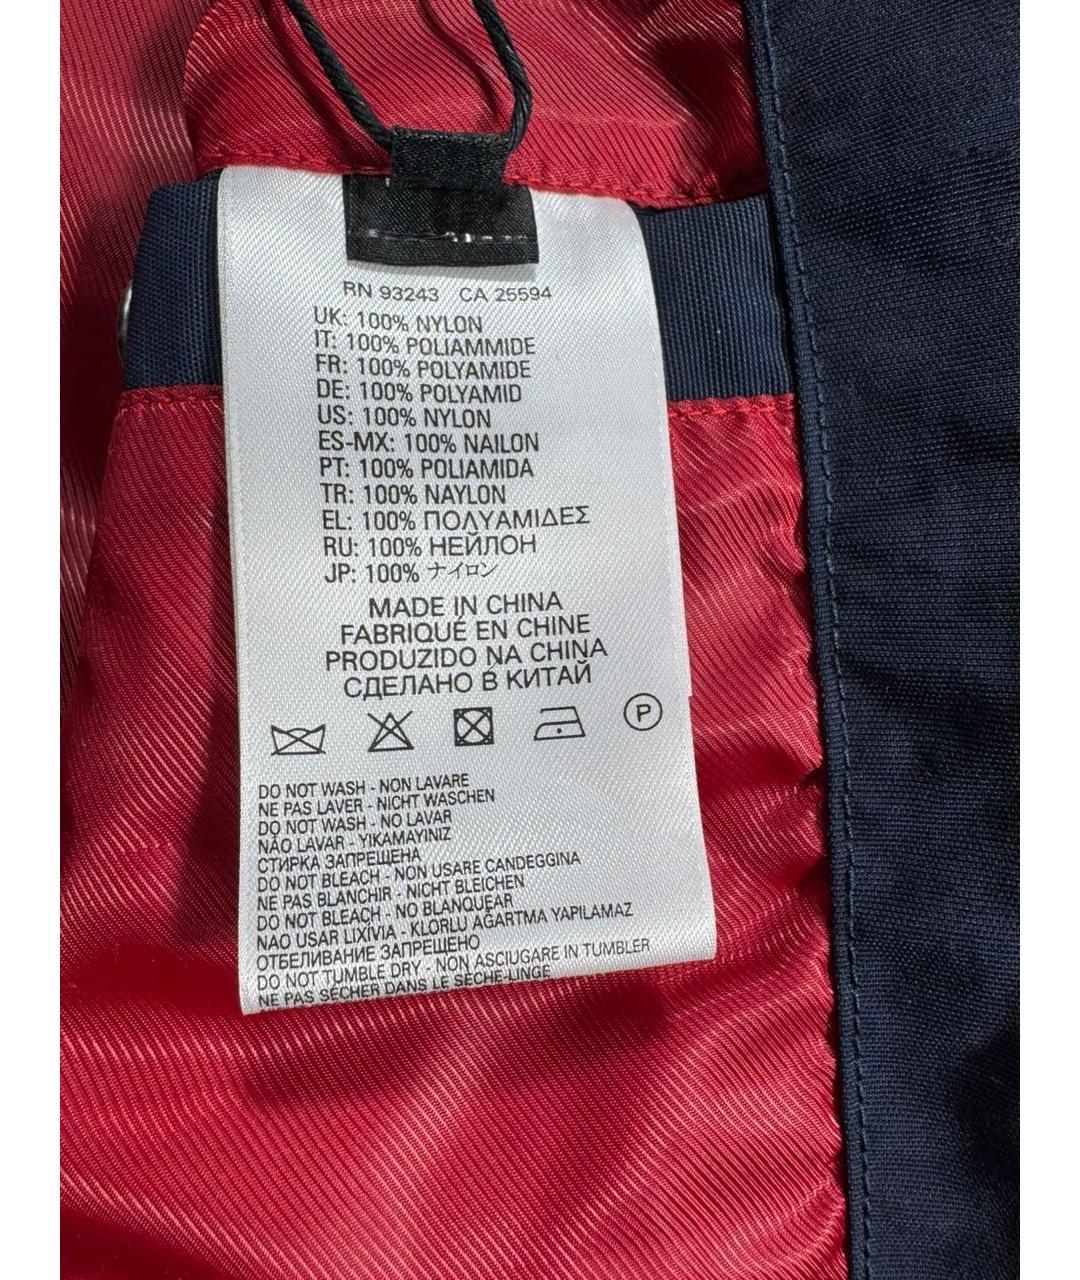 RN 93243 CA 25594
UK: 100% NYLON
IT: 100% POLIAMMIDE
FR: 100% POLYAMIDE
DE: 100% POLYAMID
US: 100% NYLON
ES-MX: 100% NAILON
PT: 100% POLIAMIDA
TR: 100% NAYLON
EL: 100% ΠΟΛΥΑΜΙΔΕΣ
RU: 100% НЕЙЛОН
JP: 100% ナイロン
MADE IN CHINA
FABRIQUÉ EN CHINE
PRODUZIDO NA CHINA
СДЕЛАНО В КИТАЙ
P
DO NOT WASH - NON LAVARE
NE PAS LAVER - NICHT WASCHEN
DO NOT WASH - NO LAVAR
NÃO LAVAR - YIKAMAYINIZ
СТИРКА ЗАПРЕЩЕНА
DO NOT BLEACH - NON USARE CANDEGGINA
NE PAS BLANCHIR - NICHT BLEICHEN
DO NOT BLEACH - NO BLANQUEAR
NAO USAR LIXÍVIA - KLORLU AĞARTMA YAPILAMAZ
ОТБЕЛИВАНИЕ ЗАПРЕЩЕНО
DO NOT TUMBLE DRY - NON ASCIUGARE IN TUMBLER
NE PAS SÉCHER DANS LE SÈCHE-LINGE